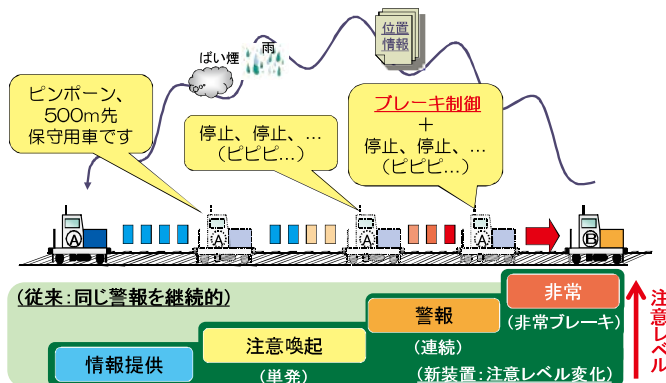 ばい煙
雨
位置
情報
ピンポーン、
500m先
保守用車です
停止、停止、…
（ピピピ…）
ブレーキ制御
＋
停止、停止、…
（ピピピ…）
A
A
A
A
B
(従来：同じ警報を継続的)
情報提供
注意喚起
(単発)
警報
(連続)
非常
(非常ブレーキ)
(新装置：注意レベル変化)
注意レベル